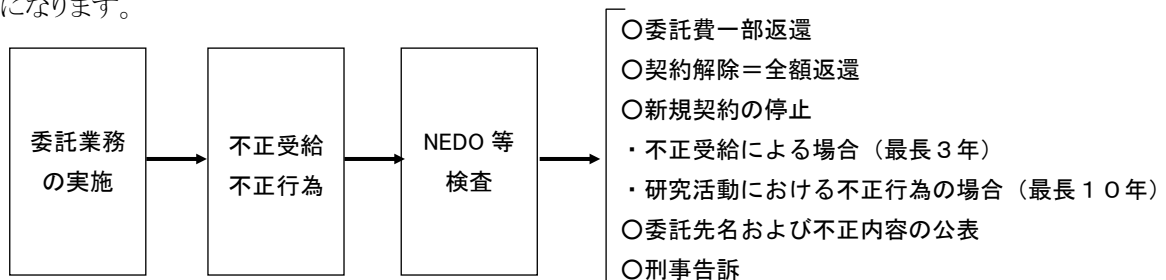 になります。
委託業務
の実施
不正受給
不正行為
NEDO 等
検査
〇委託費一部返還
〇契約解除＝全額返還
〇新規契約の停止
・不正受給による場合（最長３年）
・研究活動における不正行為の場合（最長１０年）
〇委託先名および不正内容の公表
〇刑事告訴